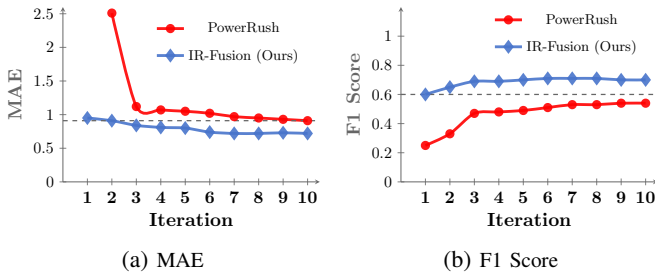 2.5
2
1.5
1
0.5
0
MAE
PowerRush
IR-Fusion (Ours)
1 2 3 4 5 6 7 8 9 10
Iteration
(a) MAE
1
0.8
0.6
0.4
0.2
0
F1 Score
PowerRush
IR-Fusion (Ours)
1 2 3 4 5 6 7 8 9 10
Iteration
(b) F1 Score